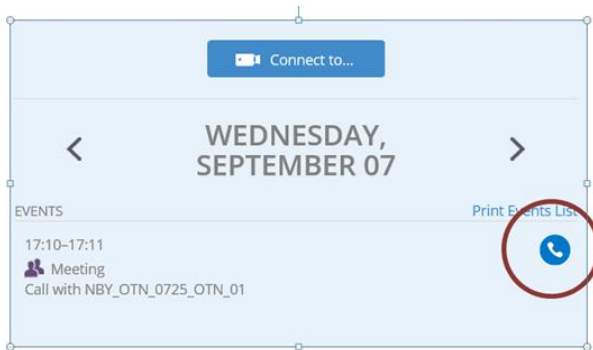 Connect to...
WEDNESDAY,
SEPTEMBER 07
EVENTS Print Events List
17:10–17:11
Meeting
Call with NBY_OTN_0725_OTN_01